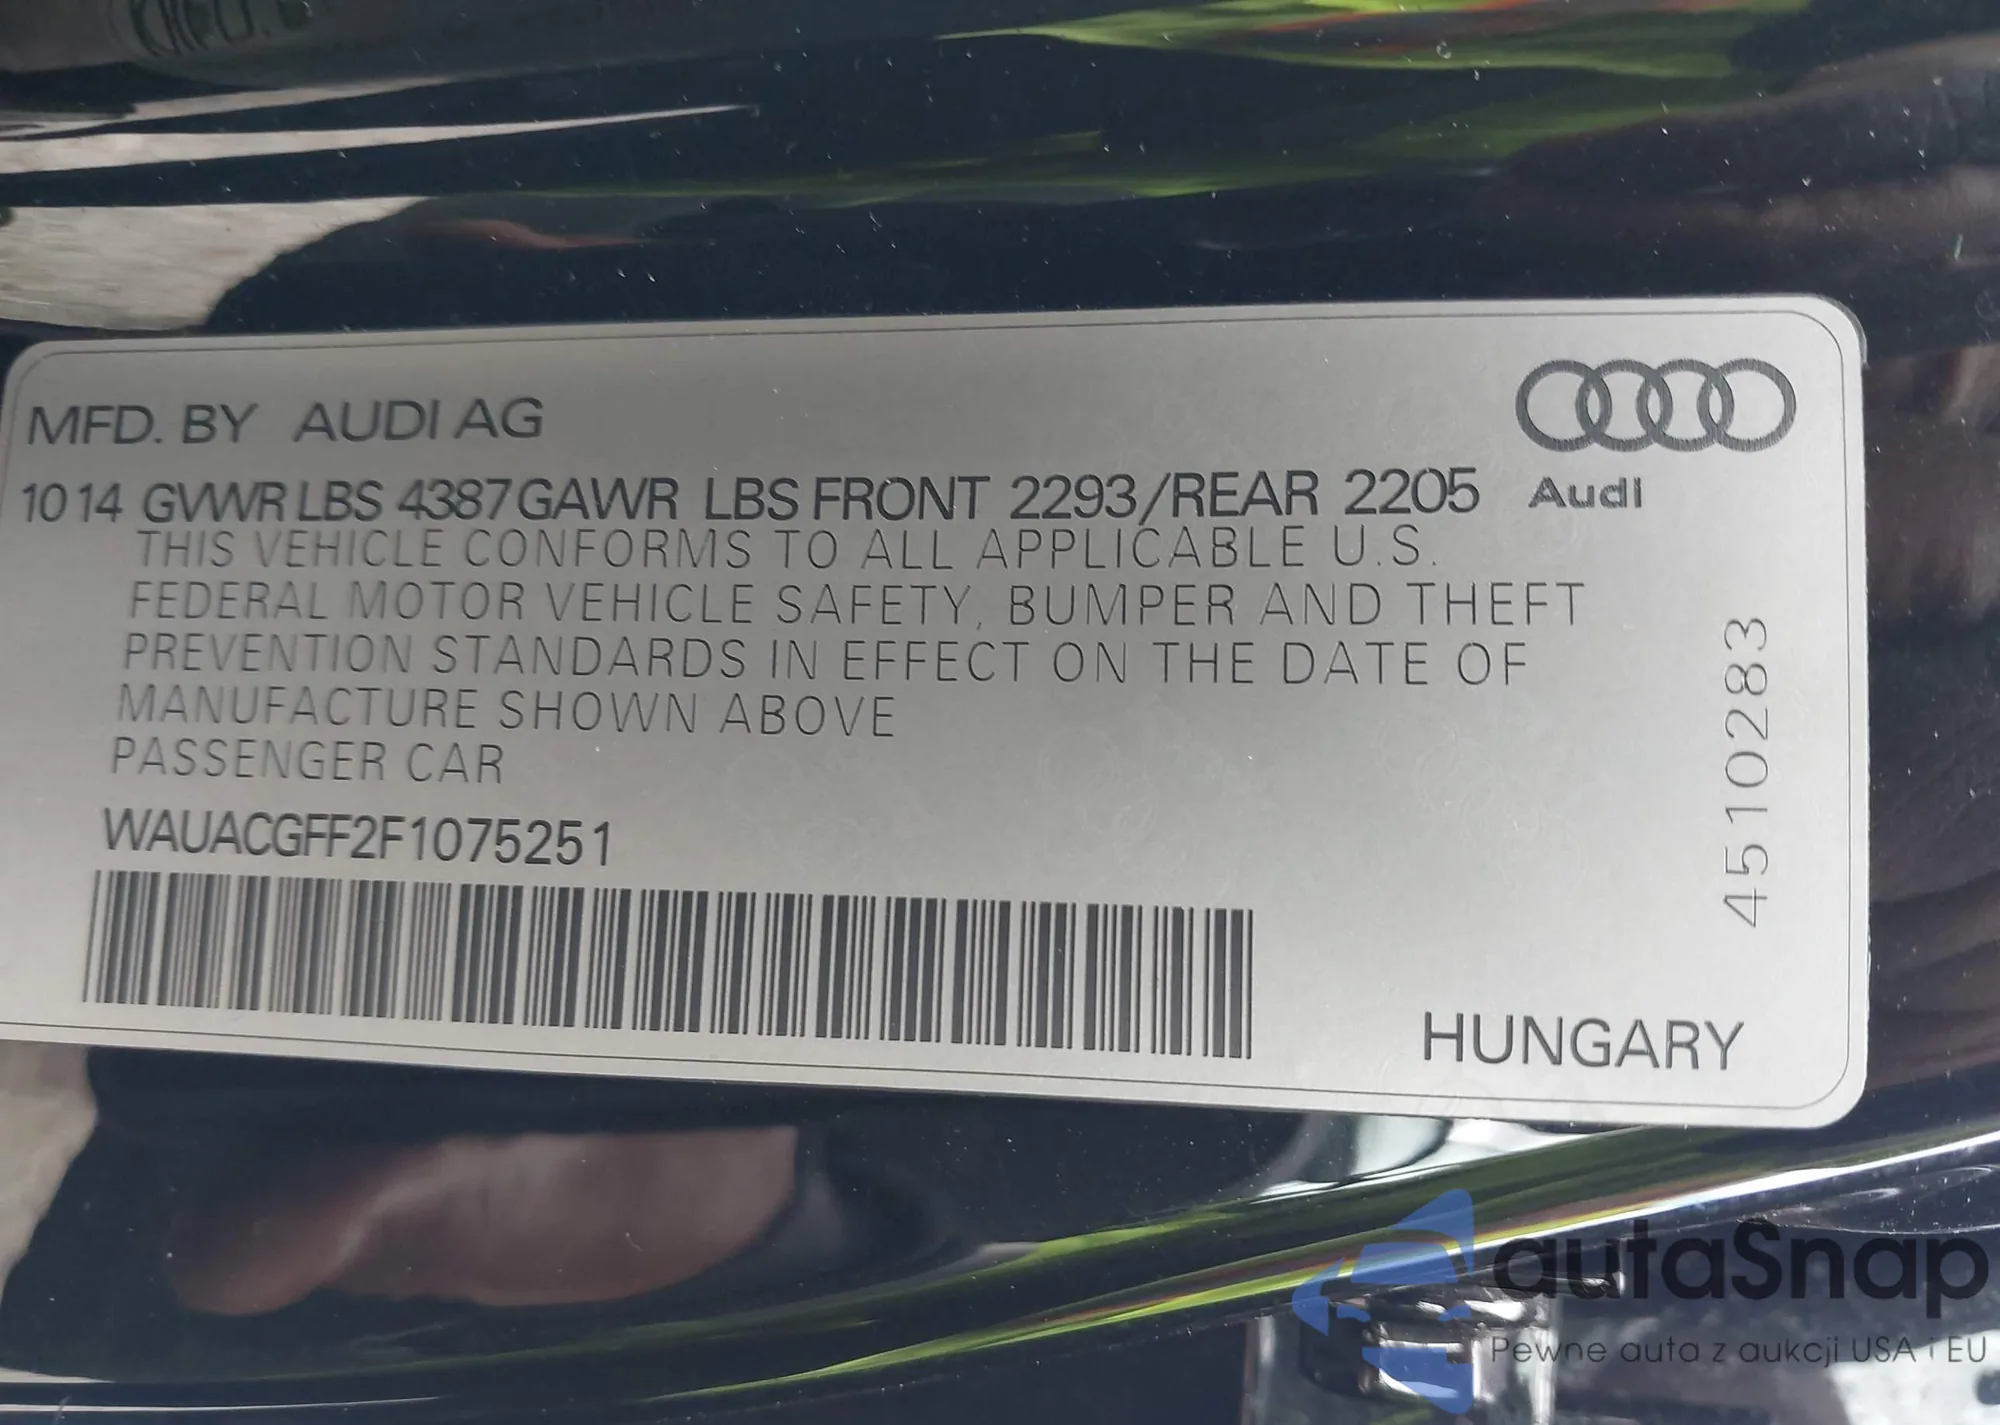 MFD. BY AUDI AG
1014 GVWR LBS 4387 GAWR LBS FRONT 2293/REAR 2205
Audi
THIS VEHICLE CONFORMS TO ALL APPLICABLE U.S.
FEDERAL MOTOR VEHICLE SAFETY, BUMPER AND THEFT
PREVENTION STANDARDS IN EFFECT ON THE DATE OF
MANUFACTURE SHOWN ABOVE
PASSENGER CAR
WAUACGFF2F1075251
4510283
HUNGARY
autaSnap
Pewne auta z aukcji USA i EU